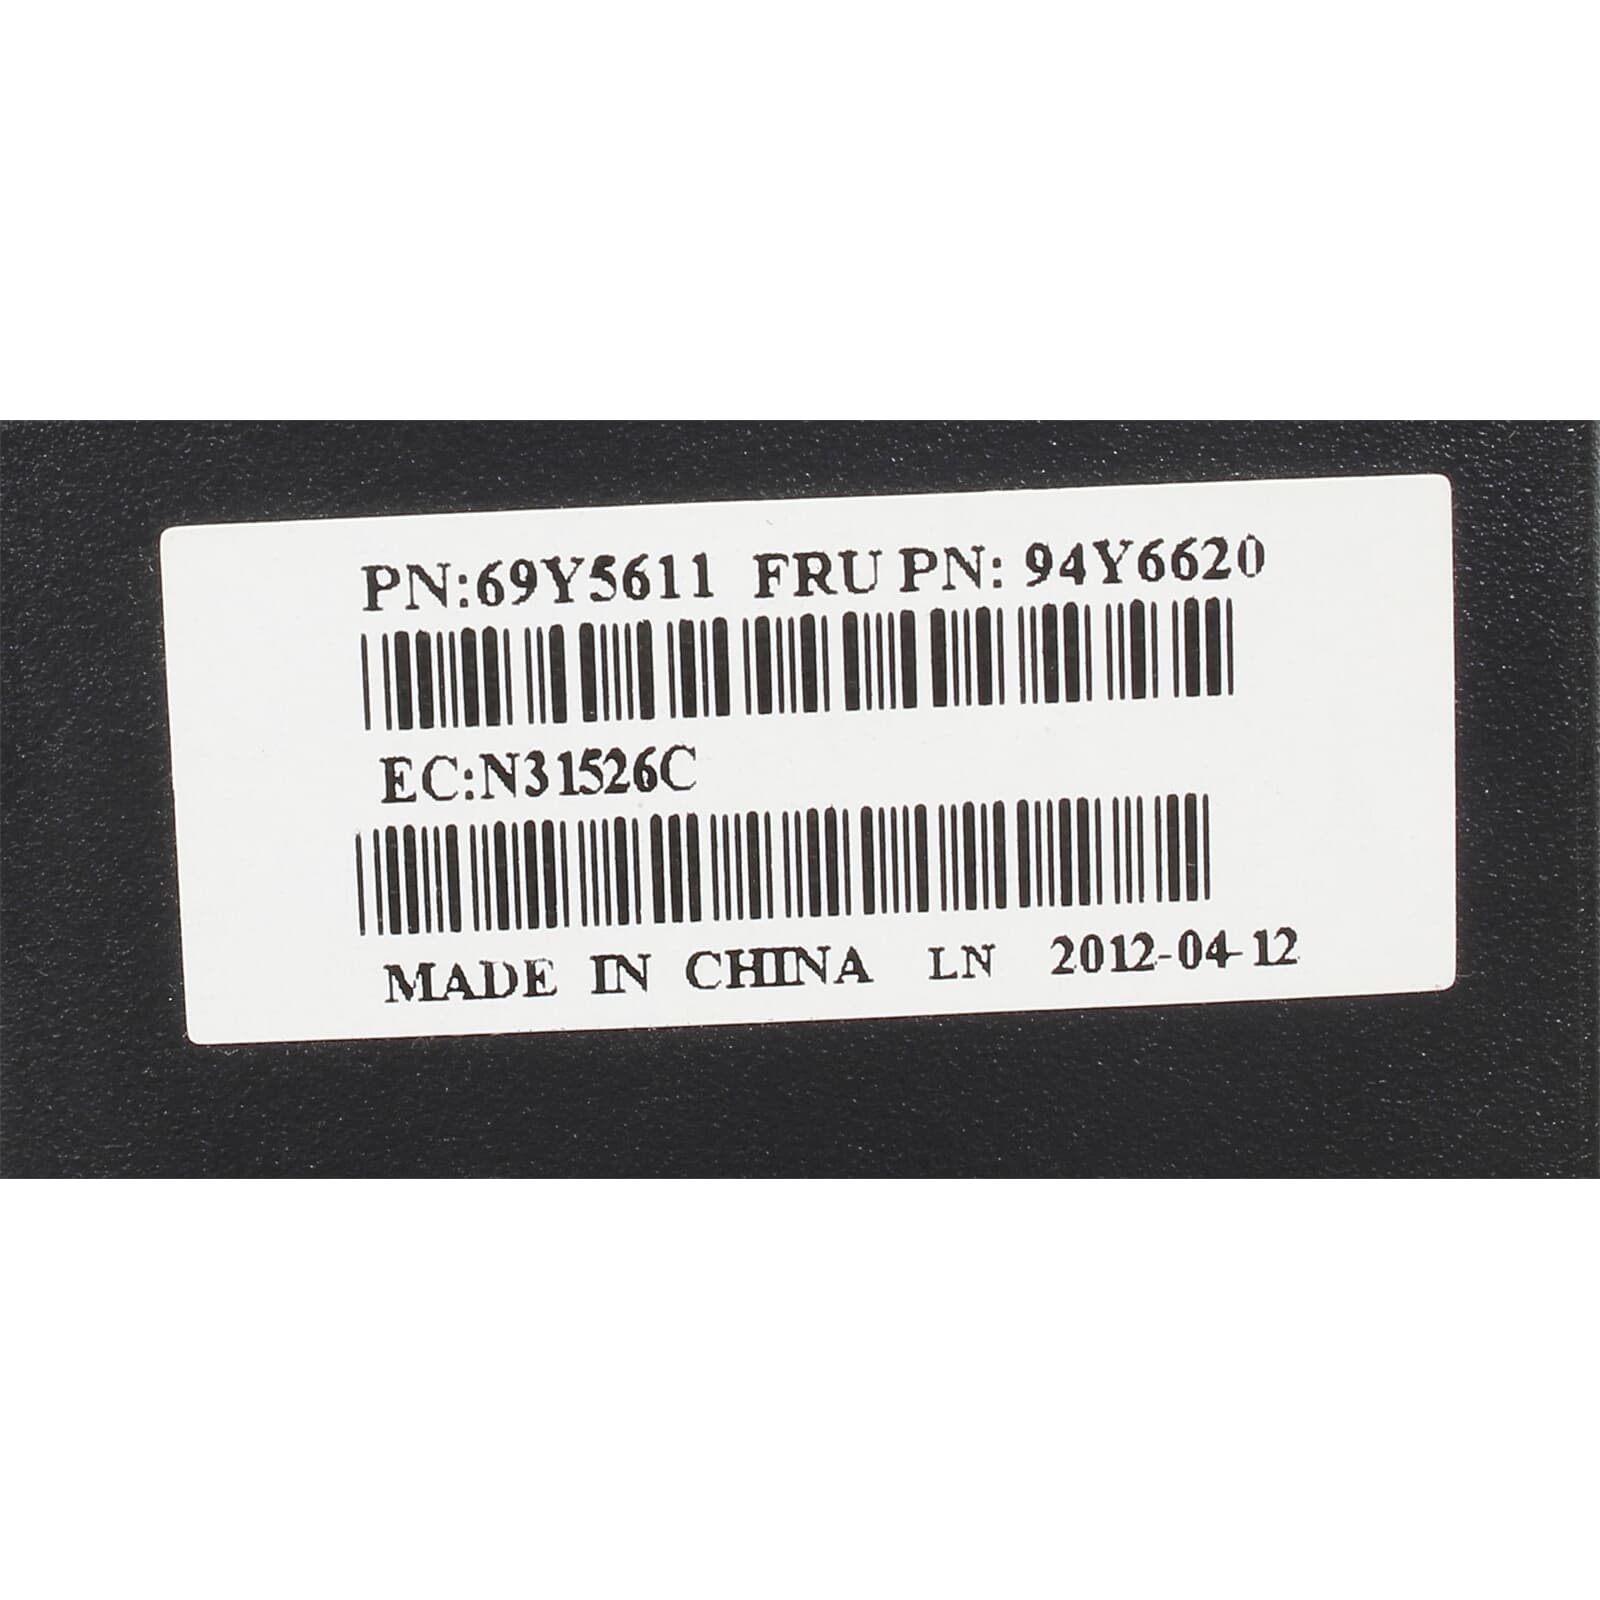 PN:69Y5611 FRU PN: 94Y6620
EC:N31526C
MADE IN CHINA LN 2012-04-12